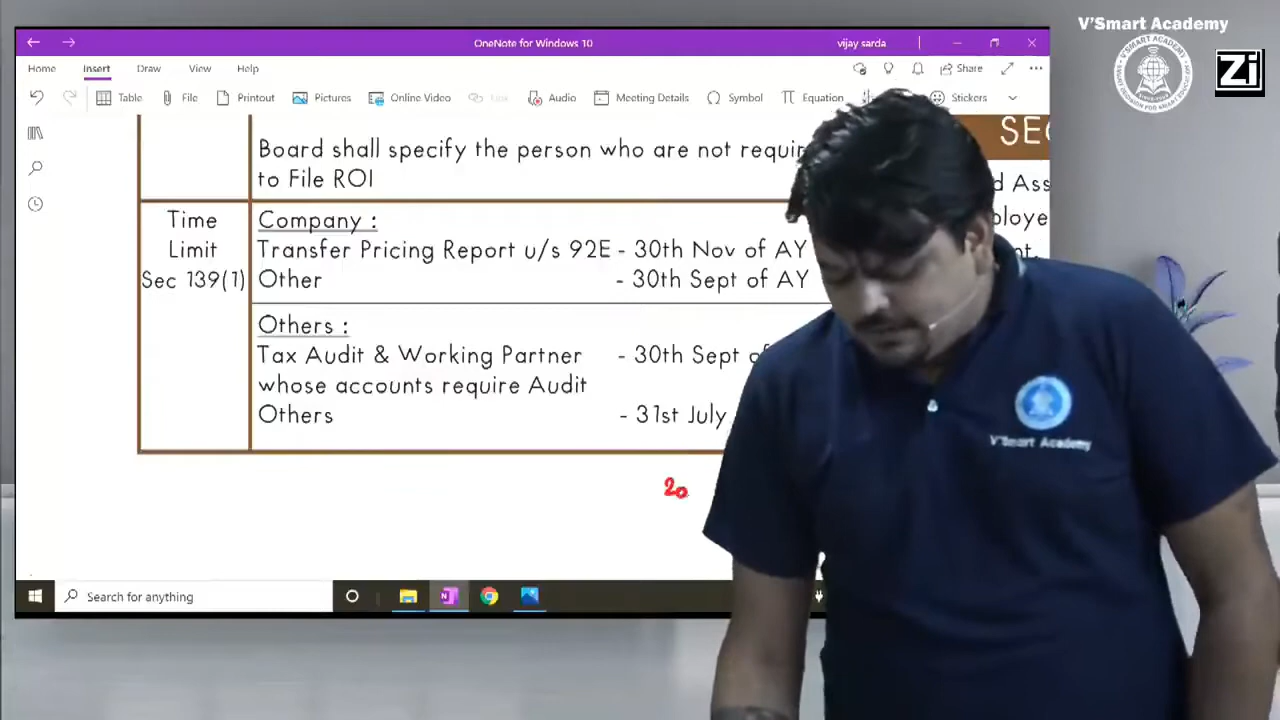 V'Smart Academy
OneNote for Windows 10
vijay sarda
Home Insert Draw View Help
Share
Table File Printout Pictures Online Video Link Audio Meeting Details Symbol Equation Stickers
Board shall specify the person who are not
to File ROI
Time Limit Sec 139(1)
Company :
Transfer Pricing Report u/s 92E - 30th Nov of AY
Other - 30th Sept of AY
Others :
Tax Audit & Working Partner - 30th Sept
whose accounts require Audit
Others - 31st July
20
Zi
V'Smart Academy
Search for anything